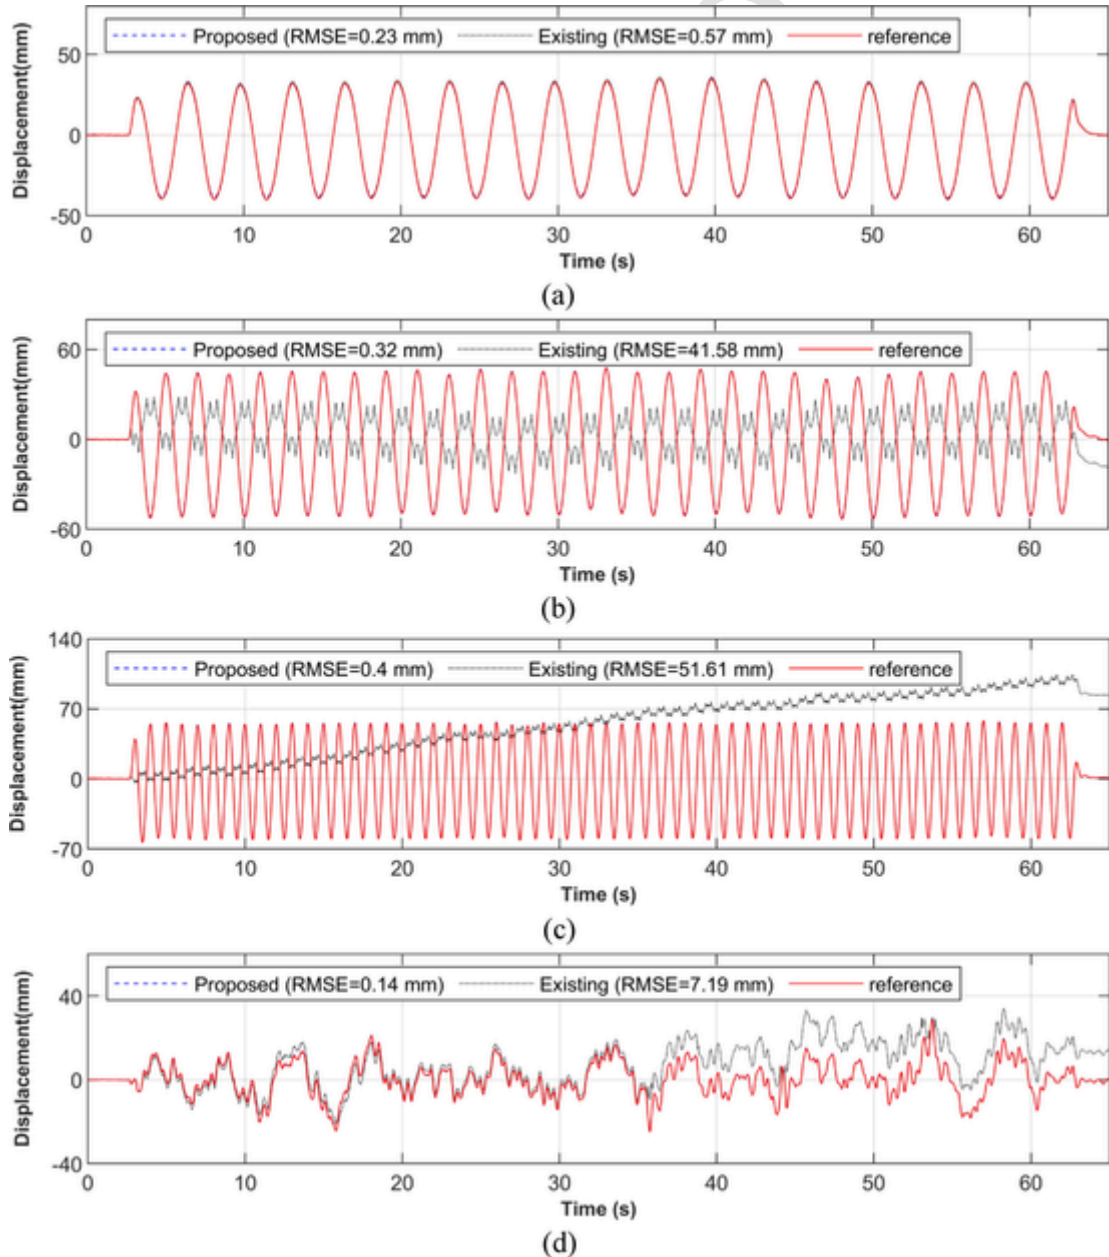 Proposed (RMSE=0.23 mm) Existing (RMSE=0.57 mm) reference
Displacement(mm)
50
0
-50
0 10 20 30 40 50 60
Time (s)
(a)
Proposed (RMSE=0.32 mm) Existing (RMSE=41.58 mm) reference
Displacement(mm)
60
0
-60
0 10 20 30 40 50 60
Time (s)
(b)
Proposed (RMSE=0.4 mm) Existing (RMSE=51.61 mm) reference
Displacement(mm)
140
70
0
-70
0 10 20 30 40 50 60
Time (s)
(c)
Proposed (RMSE=0.14 mm) Existing (RMSE=7.19 mm) reference
Displacement(mm)
40
0
-40
0 10 20 30 40 50 60
Time (s)
(d)